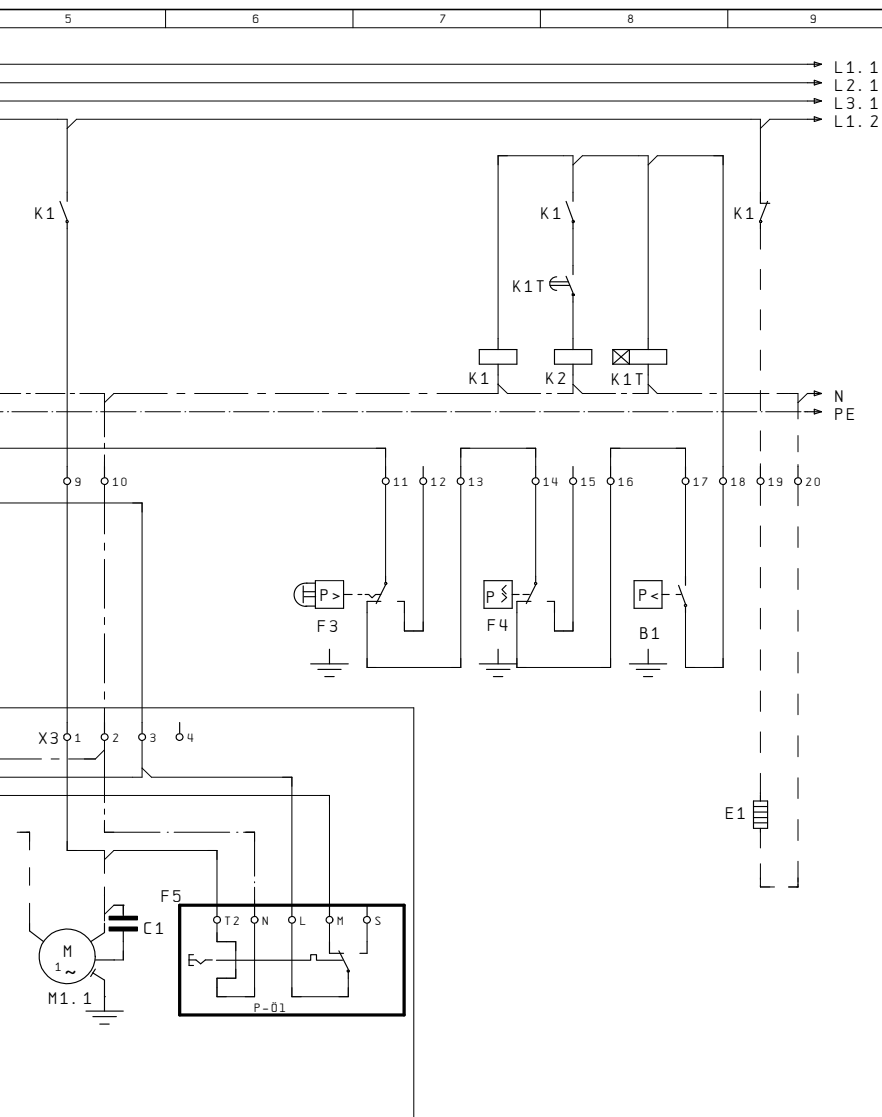 5 6 7 8 9
L1.1
L2.1
L3.1
L1.2
K1 K1 K1
K1T
K1 K2 K1T
N
PE
9 10 11 12 13 14 15 16 17 18 19 20
P> P P<
F3 F4 B1
X3 1 2 3 4
E1
F5
T2 N L M S
C1
M
1~
M1.1
P-Öl